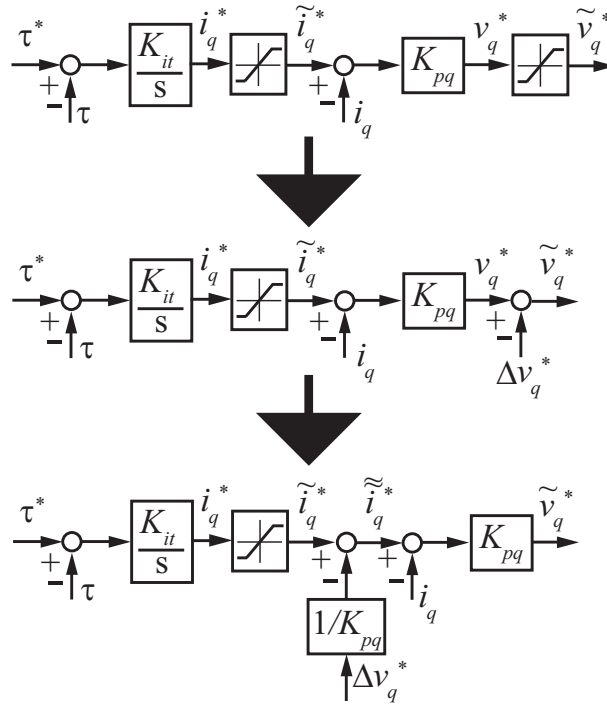 τ* K_it/s i_q* ĩ_q* K_pq v_q* ṽ_q*
+ − τ + − i_q
τ* K_it/s i_q* ĩ_q* K_pq v_q* ṽ_q*
+ − τ + − i_q + − Δv_q*
τ* K_it/s i_q* ĩ_q* ĩ̃_q* K_pq ṽ_q*
+ − τ + − + − i_q
1/K_pq
Δv_q*